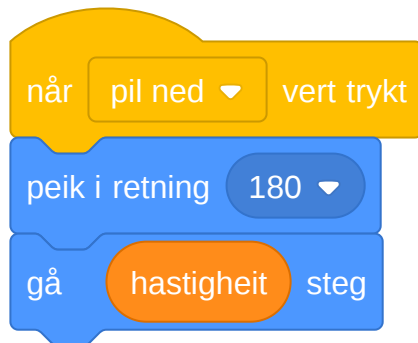 når pil ned vert trykt
peik i retning 180
gå hastigheit steg